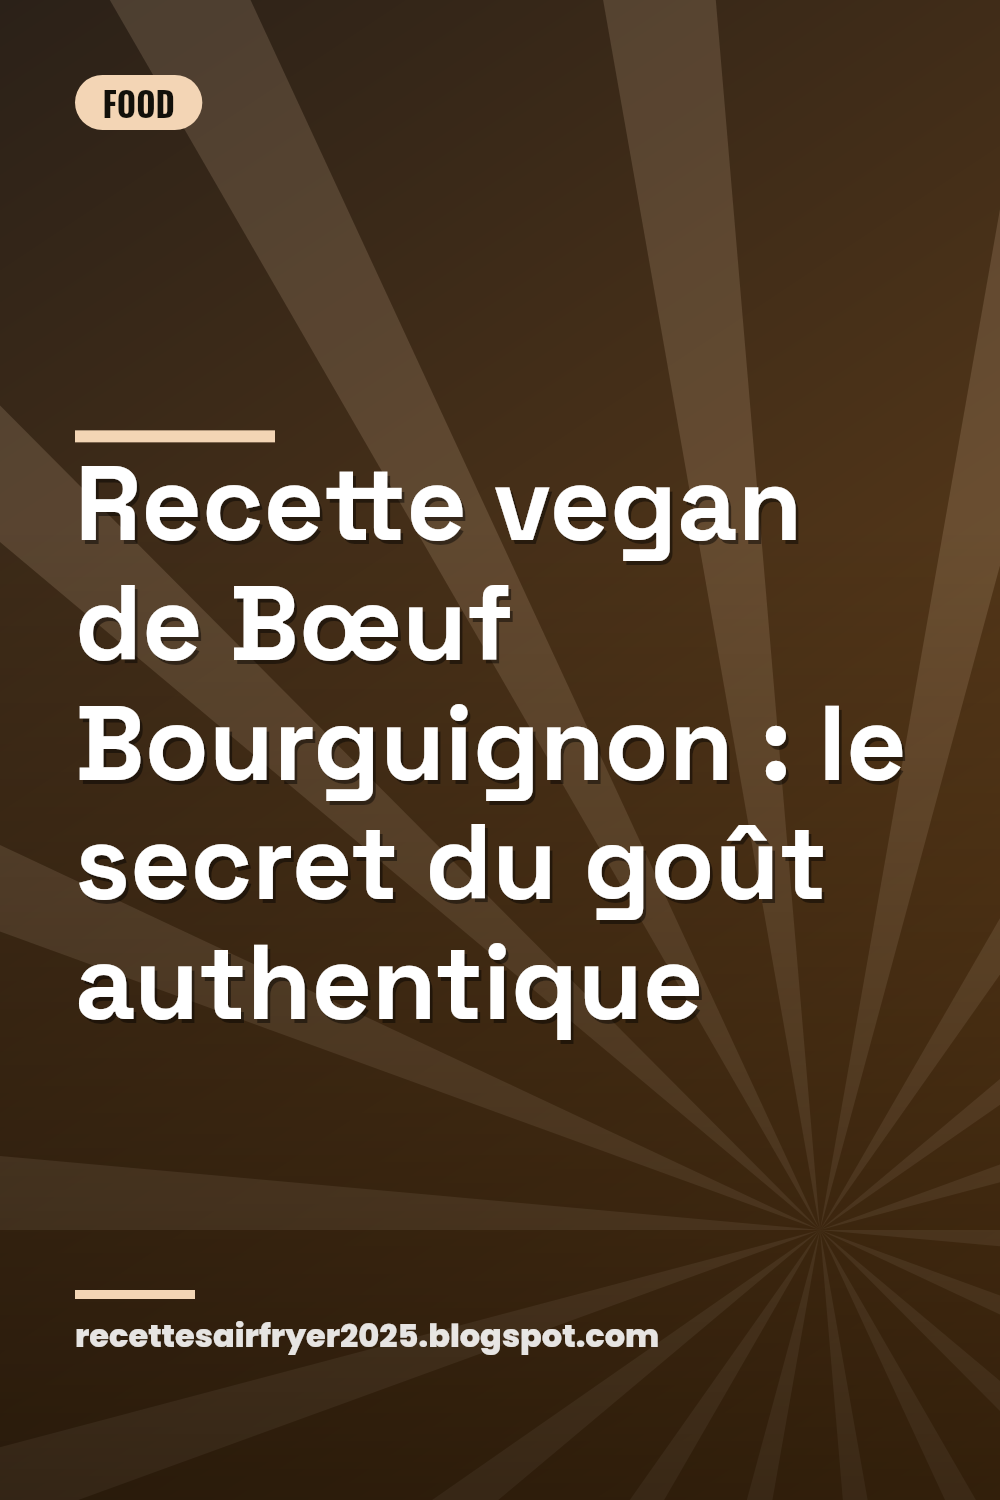 FOOD
Recette vegan
de Bœuf
Bourguignon : le
secret du goût
authentique
recettesairfryer2025.blogspot.com